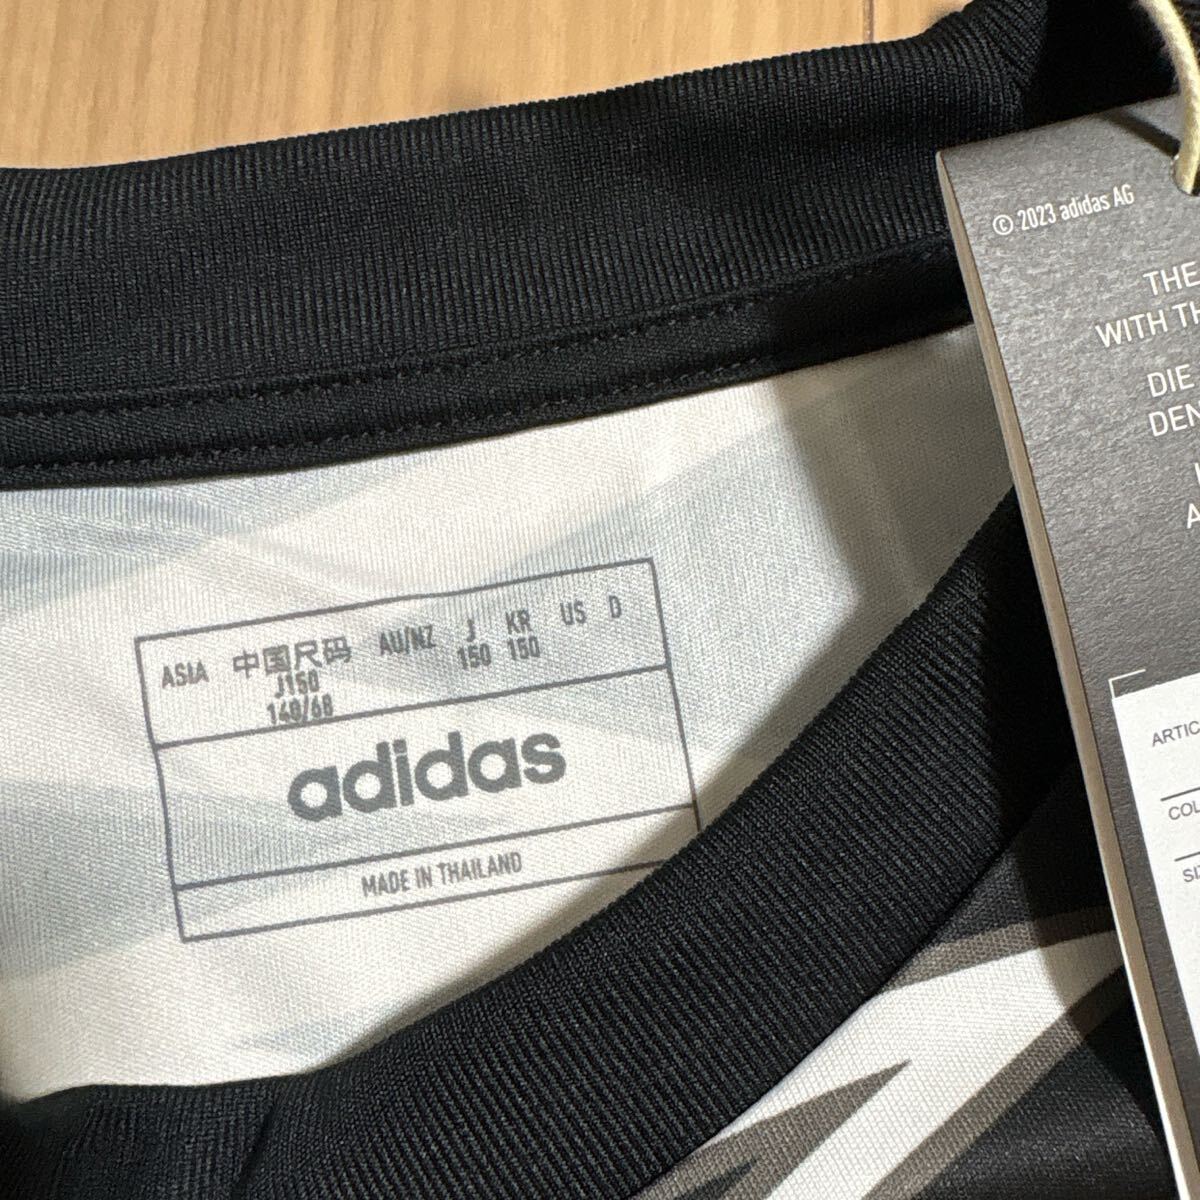 © 2023 adidas AG
THE
WITH TH
DIE
DEN
A
ASIA 中国尺码 AU/NZ J KR US D
J150 150 150
140/68
adidas
MADE IN THAILAND
ARTIC
COL
SI